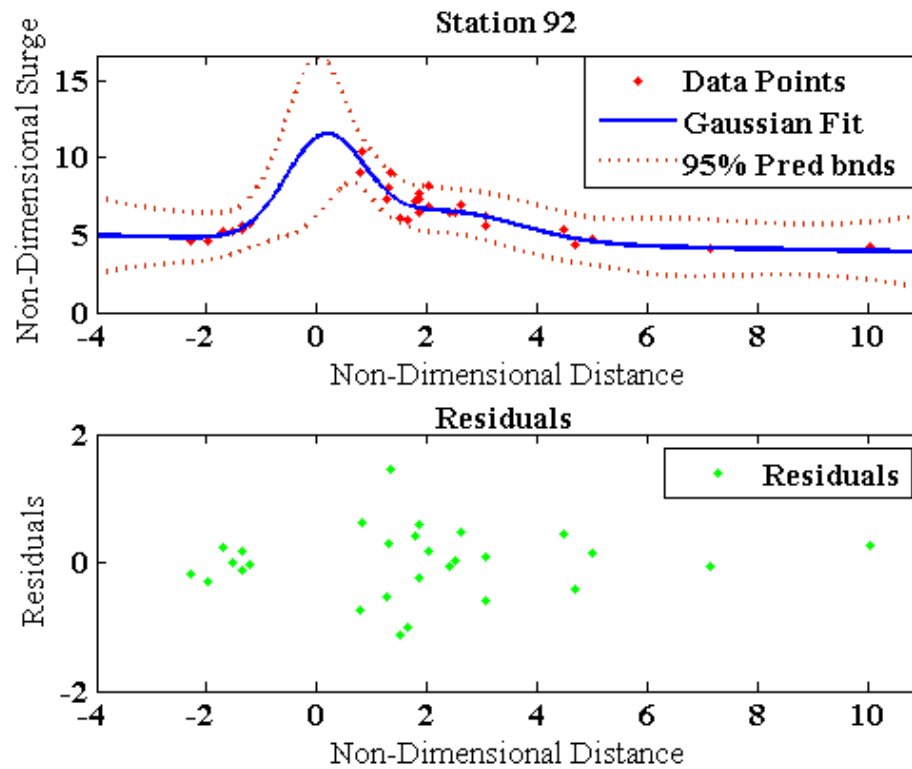 Station 92
Non-Dimensional Surge
15
10
5
0
Data Points
Gaussian Fit
95% Pred bnds
-4 -2 0 2 4 6 8 10
Non-Dimensional Distance
Residuals
Residuals
2
0
-2
Residuals
-4 -2 0 2 4 6 8 10
Non-Dimensional Distance